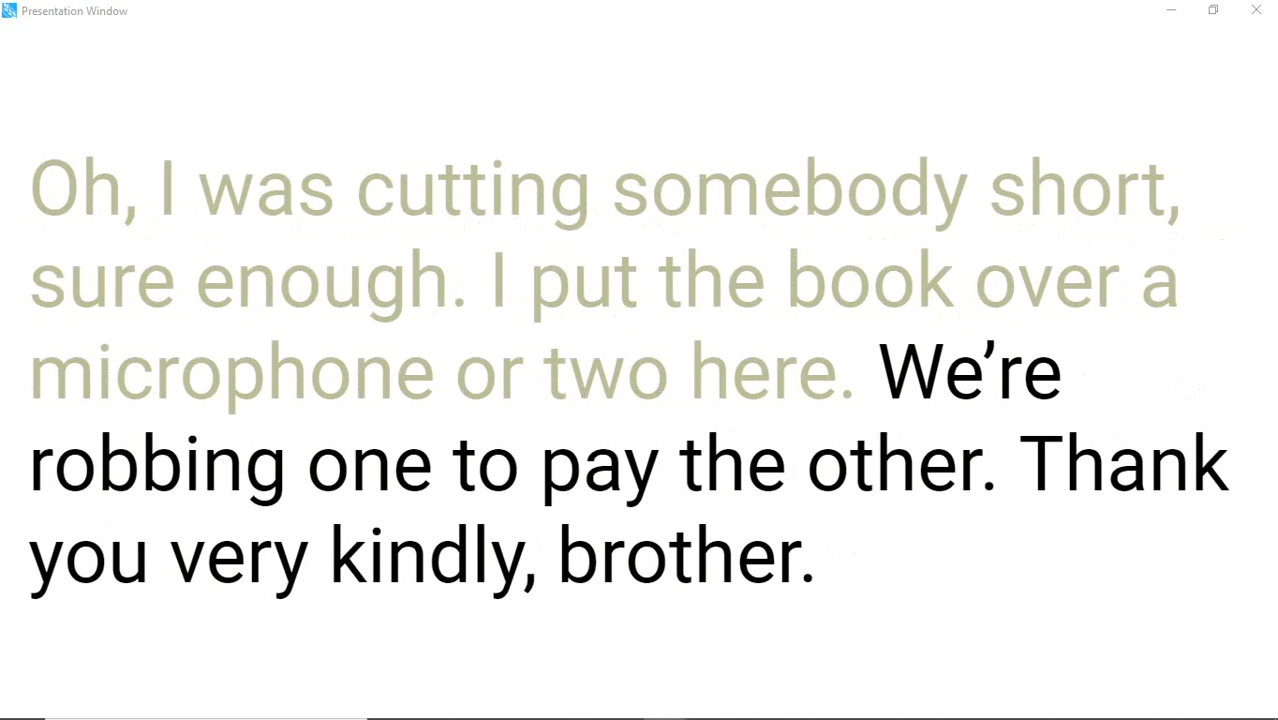 Presentation Window
Oh, I was cutting somebody short,
sure enough. I put the book over a
microphone or two here. We’re
robbing one to pay the other. Thank
you very kindly, brother.